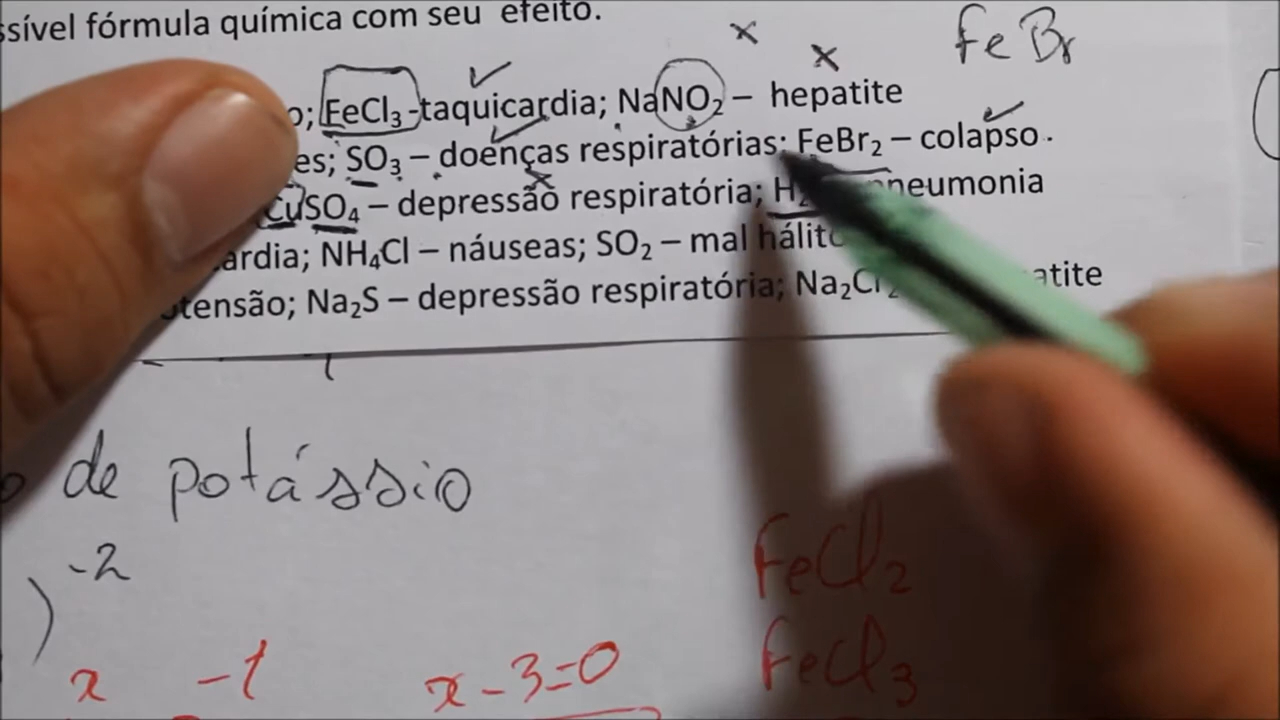 ssível fórmula química com seu efeito.
FeBr
o; FeCl₃-taquicardia; NaNO₂ – hepatite
es; SO₃ – doenças respiratórias; FeBr₂ – colapso.
CuSO₄ – depressão respiratória; H₂ pneumonia
ardia; NH₄Cl – náuseas; SO₂ – mal hálito
tensão; Na₂S – depressão respiratória; Na₂Cr₂ atite
o de potássio
)⁻²
FeCl₂
x -1 x-3=0 FeCl₃